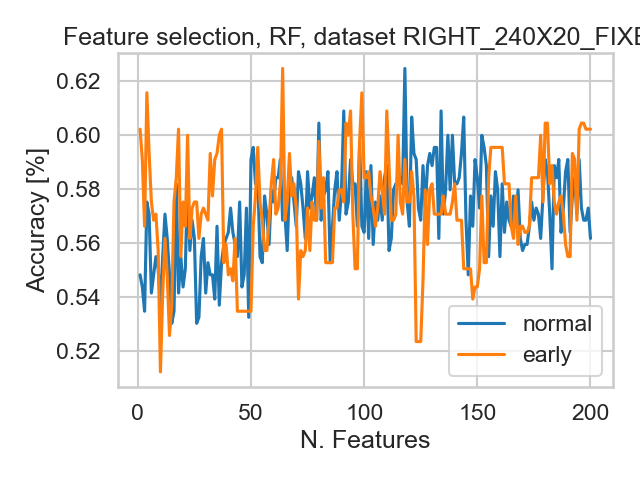 Feature selection, RF, dataset RIGHT_240X20_FIXE
0.62
0.60
0.58
0.56
0.54
0.52
Accuracy [%]
normal
early
0
50
100
150
200
N. Features